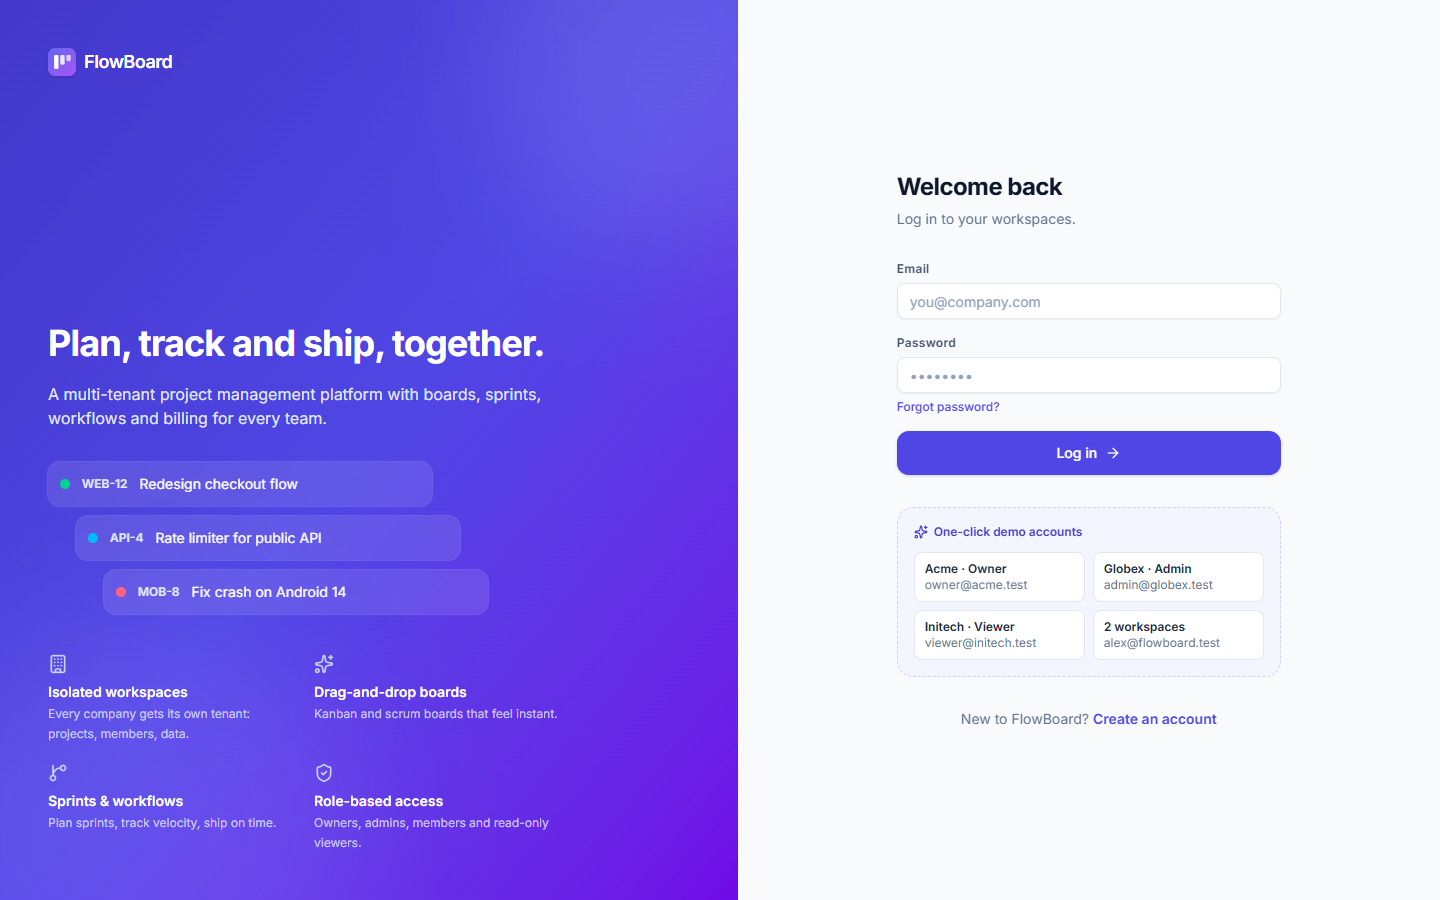 FlowBoard
Plan, track and ship, together.
A multi-tenant project management platform with boards, sprints,
workflows and billing for every team.
WEB-12 Redesign checkout flow
API-4 Rate limiter for public API
MOB-8 Fix crash on Android 14
Isolated workspaces
Every company gets its own tenant:
projects, members, data.
Drag-and-drop boards
Kanban and scrum boards that feel instant.
Sprints & workflows
Plan sprints, track velocity, ship on time.
Role-based access
Owners, admins, members and read-only
viewers.
Welcome back
Log in to your workspaces.
Email
you@company.com
Password
••••••••
Forgot password?
Log in →
One-click demo accounts
Acme · Owner
owner@acme.test
Globex · Admin
admin@globex.test
Initech · Viewer
viewer@initech.test
2 workspaces
alex@flowboard.test
New to FlowBoard? Create an account